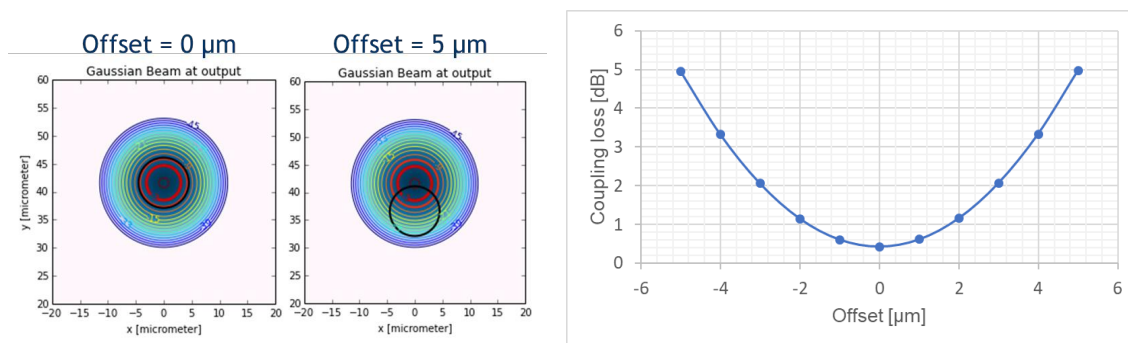 Offset = 0 µm
Gaussian Beam at output
60
55
50
45
40
35
30
25
20
y [micrometer]
-45
-15
-20 -15 -10 -5 0 5 10 15 20
x [micrometer]
Offset = 5 µm
Gaussian Beam at output
60
55
50
45
40
35
30
25
20
-45
-20 -15 -10 -5 0 5 10 15 20
x [micrometer]
6
5
4
3
2
1
0
Coupling loss [dB]
-6 -4 -2 0 2 4 6
Offset [µm]